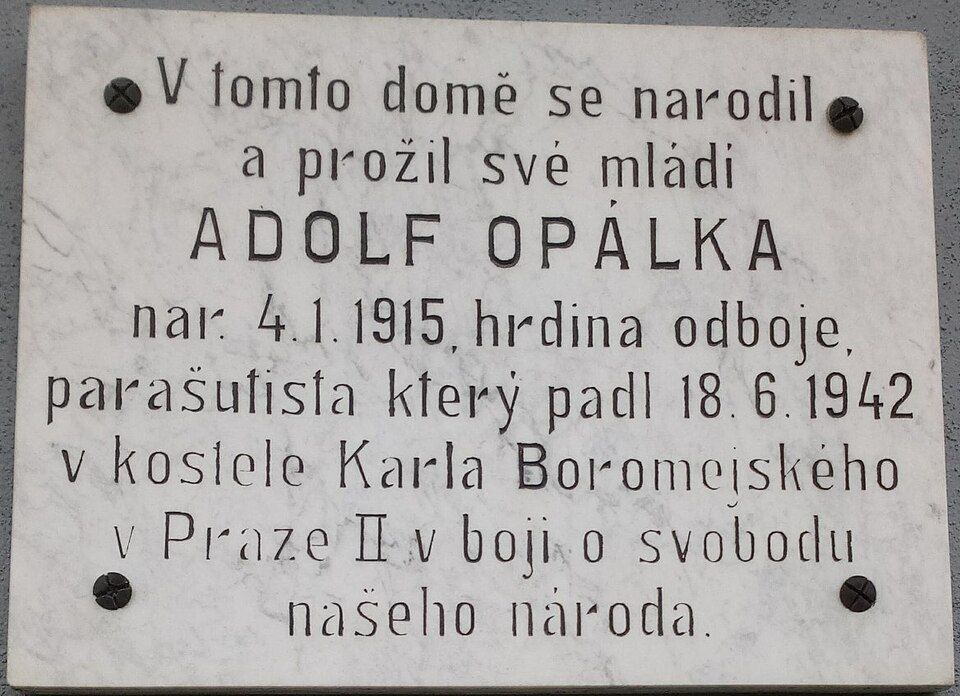 V tomto domě se narodil
a prožil své mládí
ADOLF OPÁLKA
nar. 4. 1. 1915, hrdina odboje,
parašutista který padl 18. 6. 1942
v kostele Karla Boromejského
v Praze II v boji o svobodu
našeho národa.